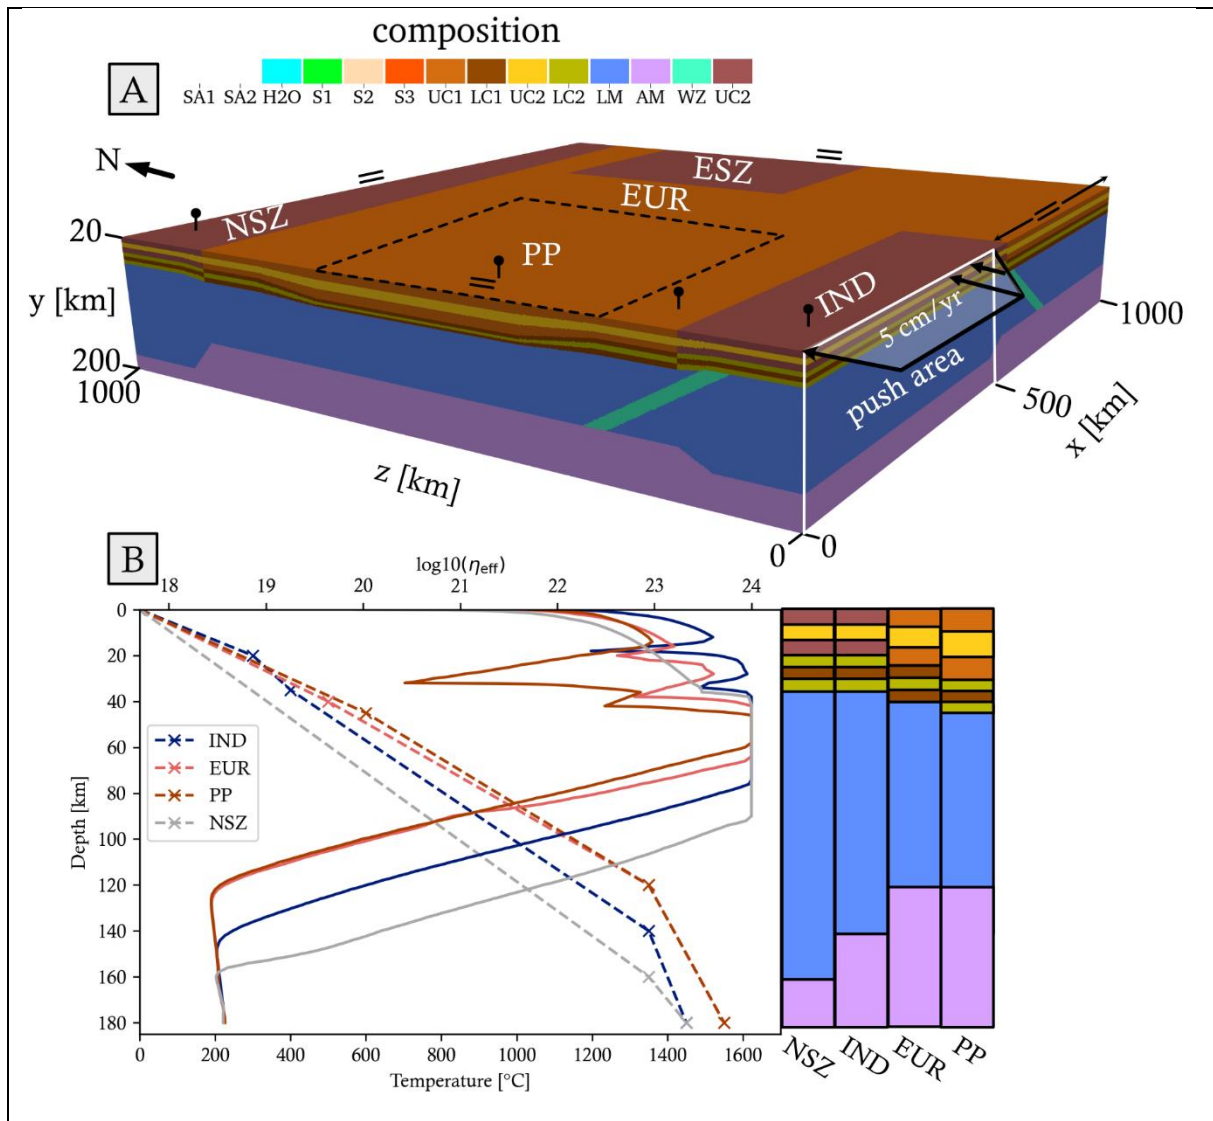 composition
A
SA1 SA2 H2O S1 S2 S3 UC1 LC1 UC2 LC2 LM AM WZ UC2
N
NSZ
ESZ
EUR
PP
IND
20
y [km]
200
1000
5 cm/yr
push area
1000
500
x [km]
z [km]
0 0
B
log10(ηeff)
18 19 20 21 22 23 24
0
20
40
60
80
100
120
140
160
180
Depth [km]
IND
EUR
PP
NSZ
0 200 400 600 800 1000 1200 1400 1600
Temperature [°C]
NSZ IND EUR PP